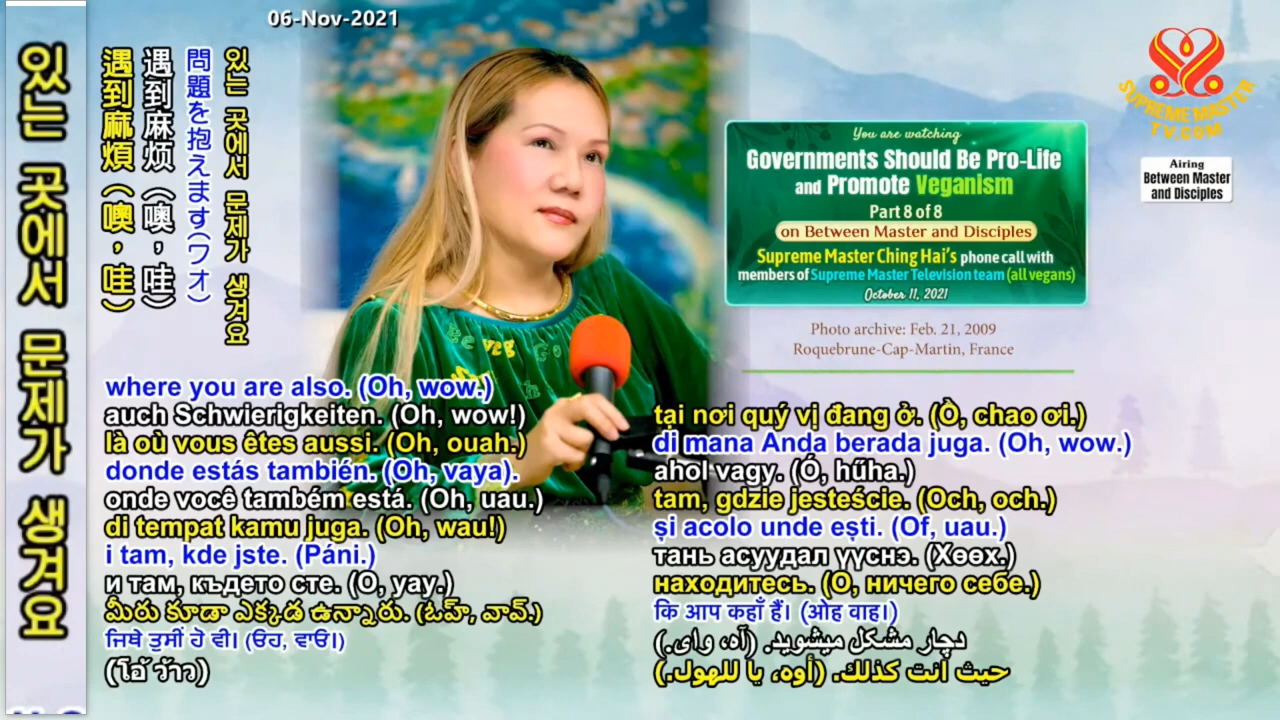 06-Nov-2021
있는 곳에서 문제가 생겨요
遇到麻煩（噢，哇）
遇到麻烦（噢，哇）
問題を抱えます(ワオ)
있는 곳에서 문제가 생겨요
SUPREME MASTER
TV.COM
Airing
Between Master
and Disciples
You are watching
Governments Should Be Pro-Life
and Promote Veganism
Part 8 of 8
on Between Master and Disciples
Supreme Master Ching Hai's phone call with
members of Supreme Master Television team (all vegans)
October 11, 2021
Photo archive: Feb. 21, 2009
Roquebrune-Cap-Martin, France
where you are also. (Oh, wow.)
auch Schwierigkeiten. (Oh, wow!)
là où vous êtes aussi. (Oh, ouah.)
donde estás también. (Oh, vaya).
onde você também está. (Oh, uau.)
di tempat kamu juga. (Oh, wau!)
i tam, kde jste. (Páni.)
и там, където сте. (О, уау.)
మీరు కూడా ఎక్కడ ఉన్నారు. (ఓహ్, వావ్.)
ਜਿਥੇ ਤੁਸੀਂ ਹੋ ਵੀ। (ਓਹ, ਵਾਓ।)
(โอ้ ว้าว)
tại nơi quý vị đang ở. (Ồ, chao ơi.)
di mana Anda berada juga. (Oh, wow.)
ahol vagy. (Ó, hűha.)
tam, gdzie jesteście. (Och, och.)
și acolo unde ești. (Of, uau.)
тань асуудал үүснэ. (Хөөх.)
находитесь. (О, ничего себе.)
कि आप कहाँ हैं। (ओह वाह।)
دچار مشکل میشوید. (آه، وای.)
حيث انت كذلك. (أوه، يا للهول.)